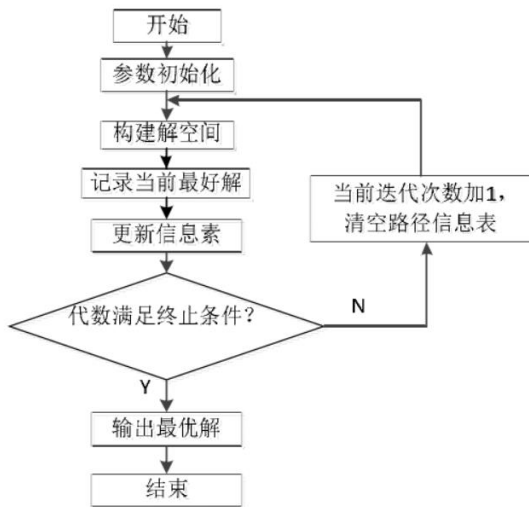 开始
参数初始化
构建解空间
记录当前最好解
更新信息素
代数满足终止条件?
N
当前迭代次数加1,
清空路径信息表
Y
输出最优解
结束